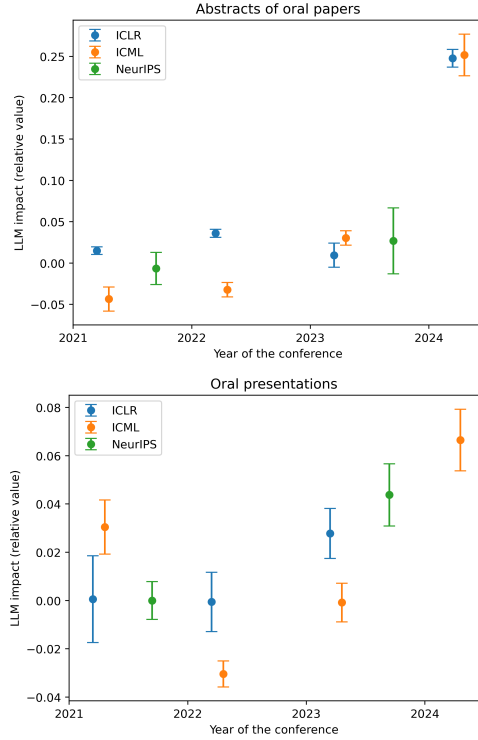 Abstracts of oral papers
ICLR
ICML
NeurIPS
0.25
0.20
0.15
0.10
0.05
0.00
−0.05
LLM impact (relative value)
2021
2022
2023
2024
Year of the conference
Oral presentations
ICLR
ICML
NeurIPS
0.08
0.06
0.04
0.02
0.00
−0.02
−0.04
LLM impact (relative value)
2021
2022
2023
2024
Year of the conference